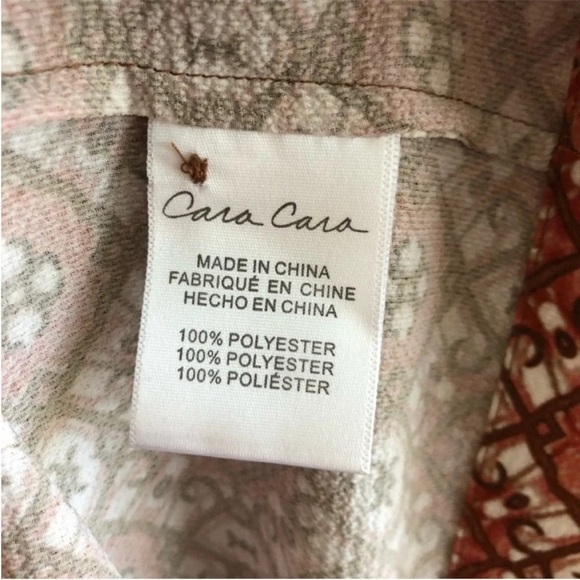 Cara Cara
MADE IN CHINA
FABRIQUÉ EN CHINE
HECHO EN CHINA
100% POLYESTER
100% POLYESTER
100% POLIÉSTER